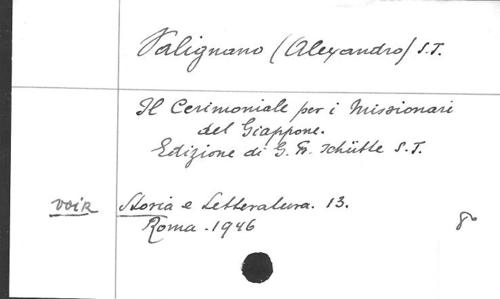 Valignano (Alexandro) S.T.
Il Cerimoniale per i Missionari
del Giappone.
Edizione di G. Fr. Schütte S.T.
voir Storia e Letteratura. 13.
Roma. 1946
8°